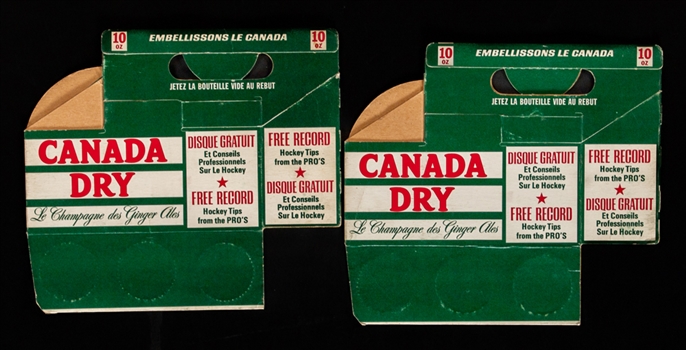 10 OZ EMBELLISSONS LE CANADA 10 OZ
JETEZ LA BOUTEILLE VIDE AU REBUT
CANADA
DRY
Le Champagne des Ginger Ales
DISQUE GRATUIT
Et Conseils
Professionnels
Sur Le Hockey
★
FREE RECORD
Hockey Tips
from the PRO'S
FREE RECORD
Hockey Tips
from the PRO'S
★
DISQUE GRATUIT
Et Conseils
Professionnels
Sur Le Hockey
10 OZ EMBELLISSONS LE CANADA 10 OZ
JETEZ LA BOUTEILLE VIDE AU REBUT
CANADA
DRY
Le Champagne des Ginger Ales
DISQUE GRATUIT
Et Conseils
Professionnels
Sur Le Hockey
★
FREE RECORD
Hockey Tips
from the PRO'S
FREE RECORD
Hockey Tips
from the PRO'S
★
DISQUE GRATUIT
Et Conseils
Professionnels
Sur Le Hockey